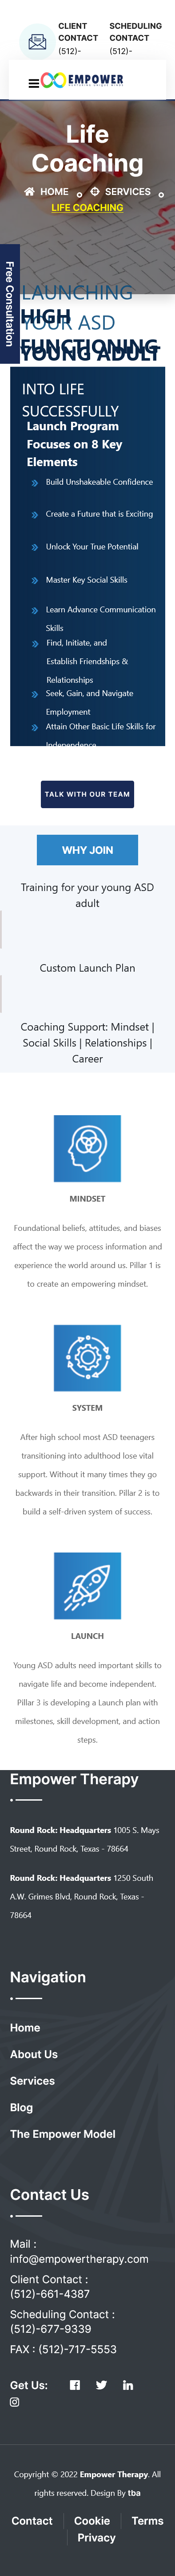 CLIENT
CONTACT
(512)-
SCHEDULING
CONTACT
(512)-
EMPOWER
Life
Coaching
HOME
SERVICES
LIFE COACHING
Free Consultation
LAUNCHING
YOUR ASD
HIGH
FUNCTIONING
YOUNG ADULT
INTO LIFE
SUCCESSFULLY
Launch Program
Focuses on 8 Key
Elements
Build Unshakeable Confidence
Create a Future that is Exciting
Unlock Your True Potential
Master Key Social Skills
Learn Advance Communication
Skills
Find, Initiate, and
Establish Friendships &
Relationships
Seek, Gain, and Navigate
Employment
Attain Other Basic Life Skills for
Independence
TALK WITH OUR TEAM
WHY JOIN
Training for your young ASD
adult
Custom Launch Plan
Coaching Support: Mindset |
Social Skills | Relationships |
Career
MINDSET
Foundational beliefs, attitudes, and biases
affect the way we process information and
experience the world around us. Pillar 1 is
to create an empowering mindset.
SYSTEM
After high school most ASD teenagers
transitioning into adulthood lose vital
support. Without it many times they go
backwards in their transition. Pillar 2 is to
build a self-driven system of success.
LAUNCH
Young ASD adults need important skills to
navigate life and become independent.
Pillar 3 is developing a Launch plan with
milestones, skill development, and action
steps.
Empower Therapy
Round Rock: Headquarters 1005 S. Mays
Street, Round Rock, Texas - 78664
Round Rock: Headquarters 1250 South
A.W. Grimes Blvd, Round Rock, Texas -
78664
Navigation
Home
About Us
Services
Blog
The Empower Model
Contact Us
Mail :
info@empowertherapy.com
Client Contact :
(512)-661-4387
Scheduling Contact :
(512)-677-9339
FAX : (512)-717-5553
Get Us:
Copyright © 2022 Empower Therapy. All
rights reserved. Design By tba
Contact
Cookie
Terms
Privacy